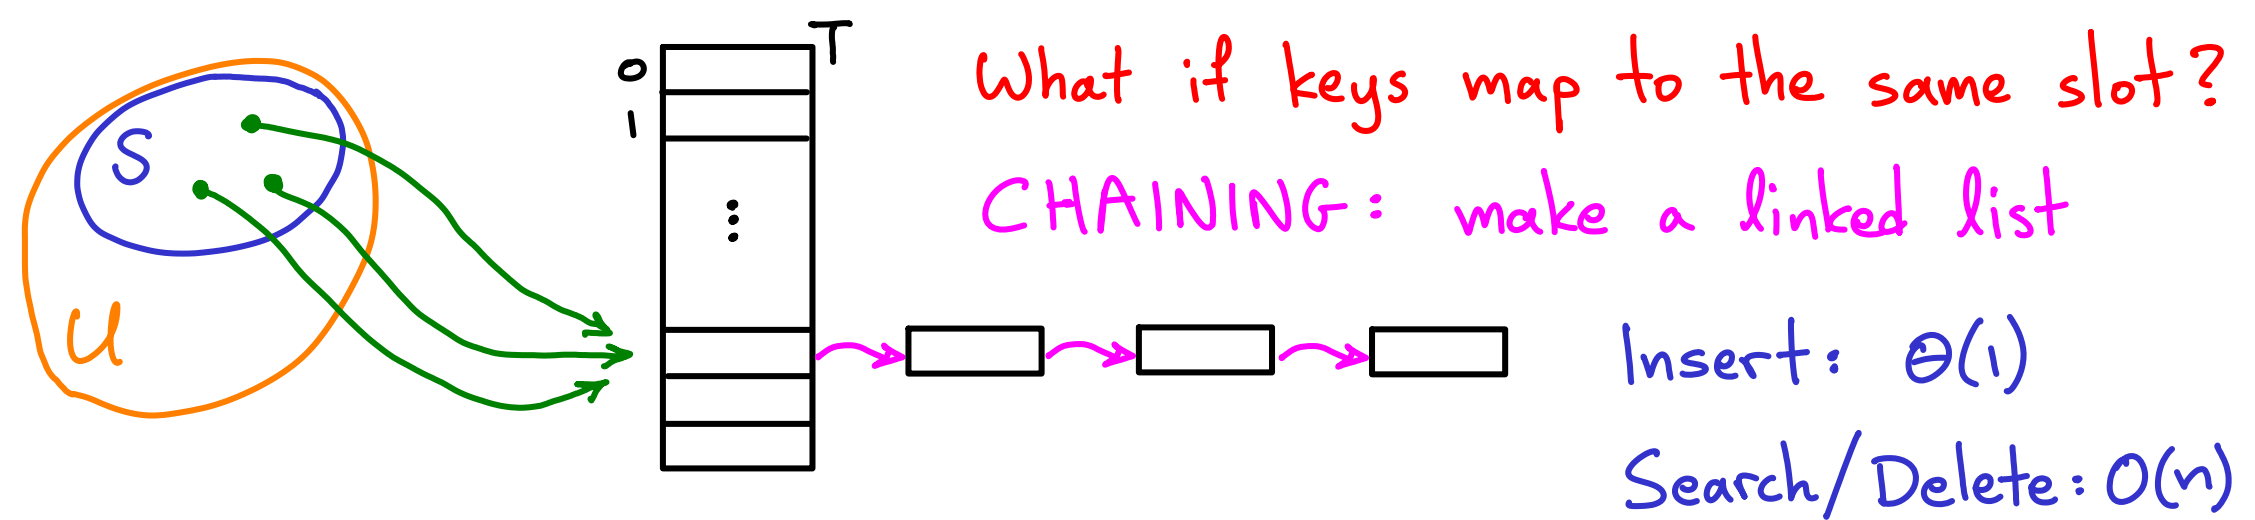 T
0
1
S
U
What if keys map to the same slot?
CHAINING: make a linked list
Insert: Θ(1)
Search/Delete: O(n)